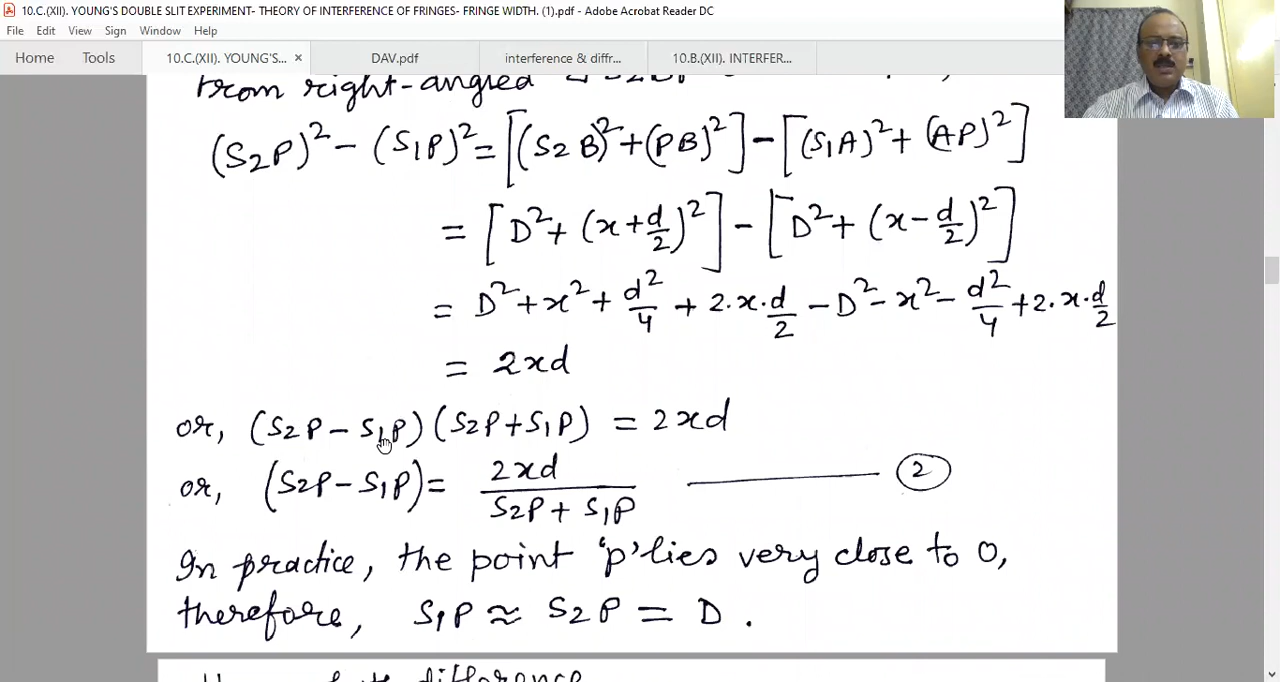 10.C.(XII). YOUNG'S DOUBLE SLIT EXPERIMENT- THEORY OF INTERFERENCE OF FRINGES- FRINGE WIDTH. (1).pdf - Adobe Acrobat Reader DC
File Edit View Sign Window Help
Home Tools 10.C.(XII). YOUNG'S... × DAV.pdf interference & diffr... 10.B.(XII). INTERFER...
From right-angled
(S₂P)² - (S₁P)² = [(S₂B)² + (PB)²] - [(S₁A)² + (AP)²]
= [D² + (x + d/2)²] - [D² + (x - d/2)²]
= D² + x² + d²/4 + 2·x·d/2 - D² - x² - d²/4 + 2·x·d/2
= 2xd
or, (S₂P - S₁P) (S₂P + S₁P) = 2xd
or, (S₂P - S₁P) = 2xd / S₂P + S₁P ——— 2
In practice, the point 'P' lies very close to O,
therefore, S₁P ≈ S₂P = D.
difference